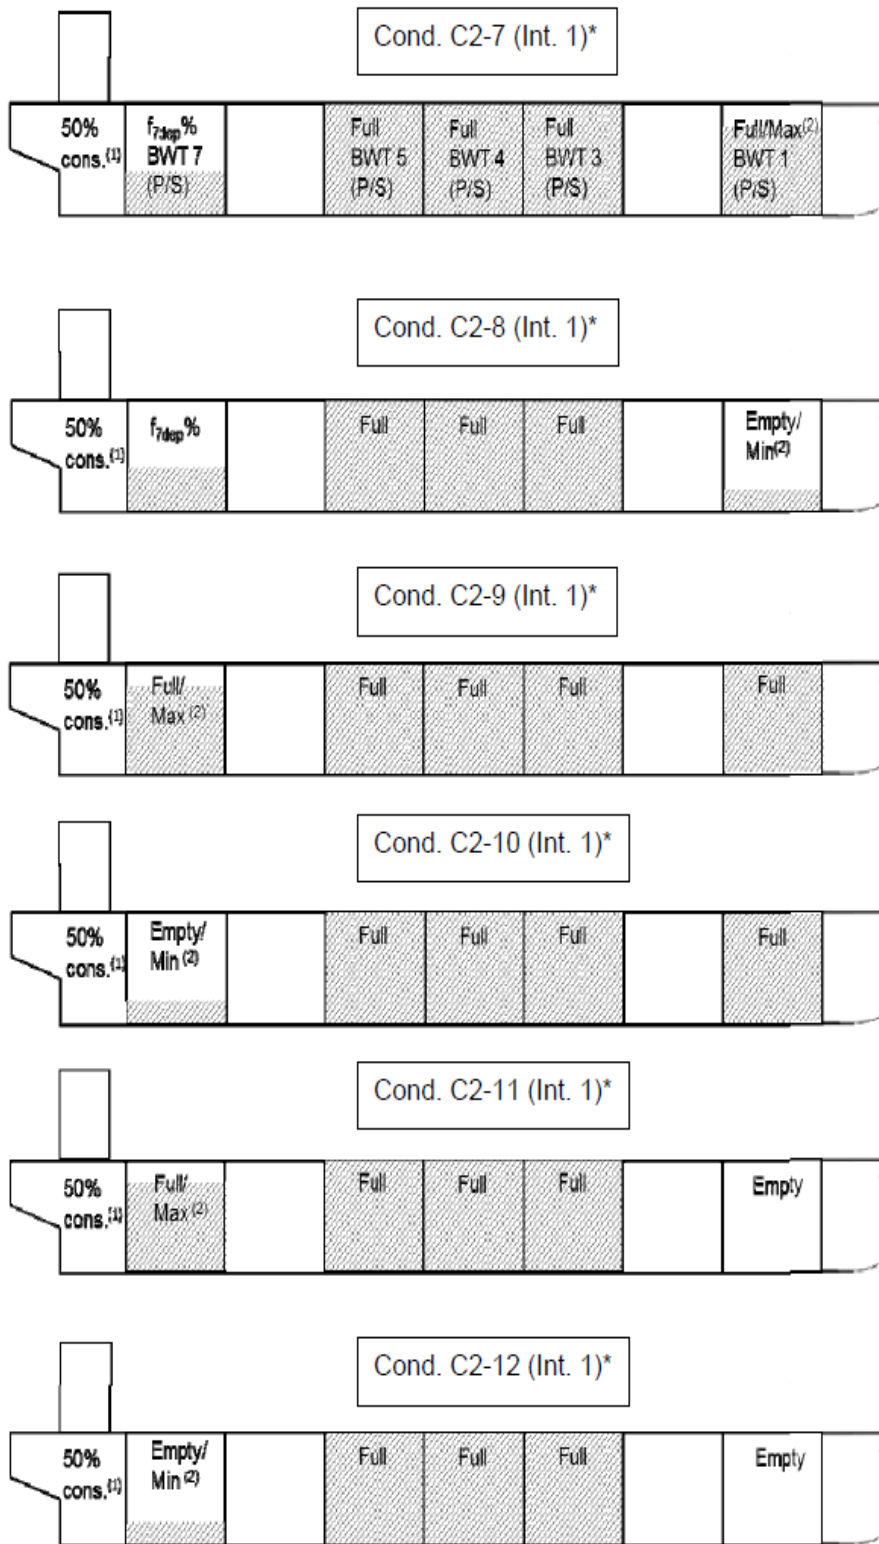 Cond. C2-7 (Int. 1)*
50%
cons.(1)
f7dep%
BWT 7
(P/S)
Full
BWT 5
(P/S)
Full
BWT 4
(P/S)
Full
BWT 3
(P/S)
Full/Max(2)
BWT 1
(P/S)
Cond. C2-8 (Int. 1)*
50%
cons.(1)
f7dep%
Full
Full
Full
Empty/
Min(2)
Cond. C2-9 (Int. 1)*
50%
cons.(1)
Full/
Max (2)
Full
Full
Full
Full
Cond. C2-10 (Int. 1)*
50%
cons.(1)
Empty/
Min (2)
Full
Full
Full
Full
Cond. C2-11 (Int. 1)*
50%
cons.(1)
Full/
Max (2)
Full
Full
Full
Empty
Cond. C2-12 (Int. 1)*
50%
cons.(1)
Empty/
Min (2)
Full
Full
Full
Empty